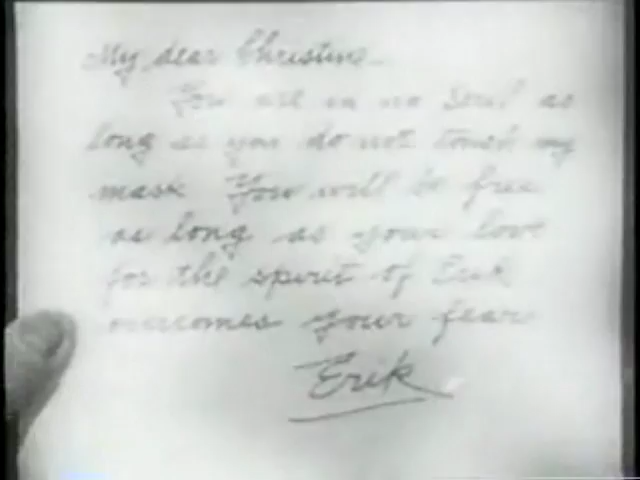 My dear Christine—
You are in no as
long as you do not touch my
mask. You will be free
as long as your love
for the spirit of Erik
overcomes your fear
Erik